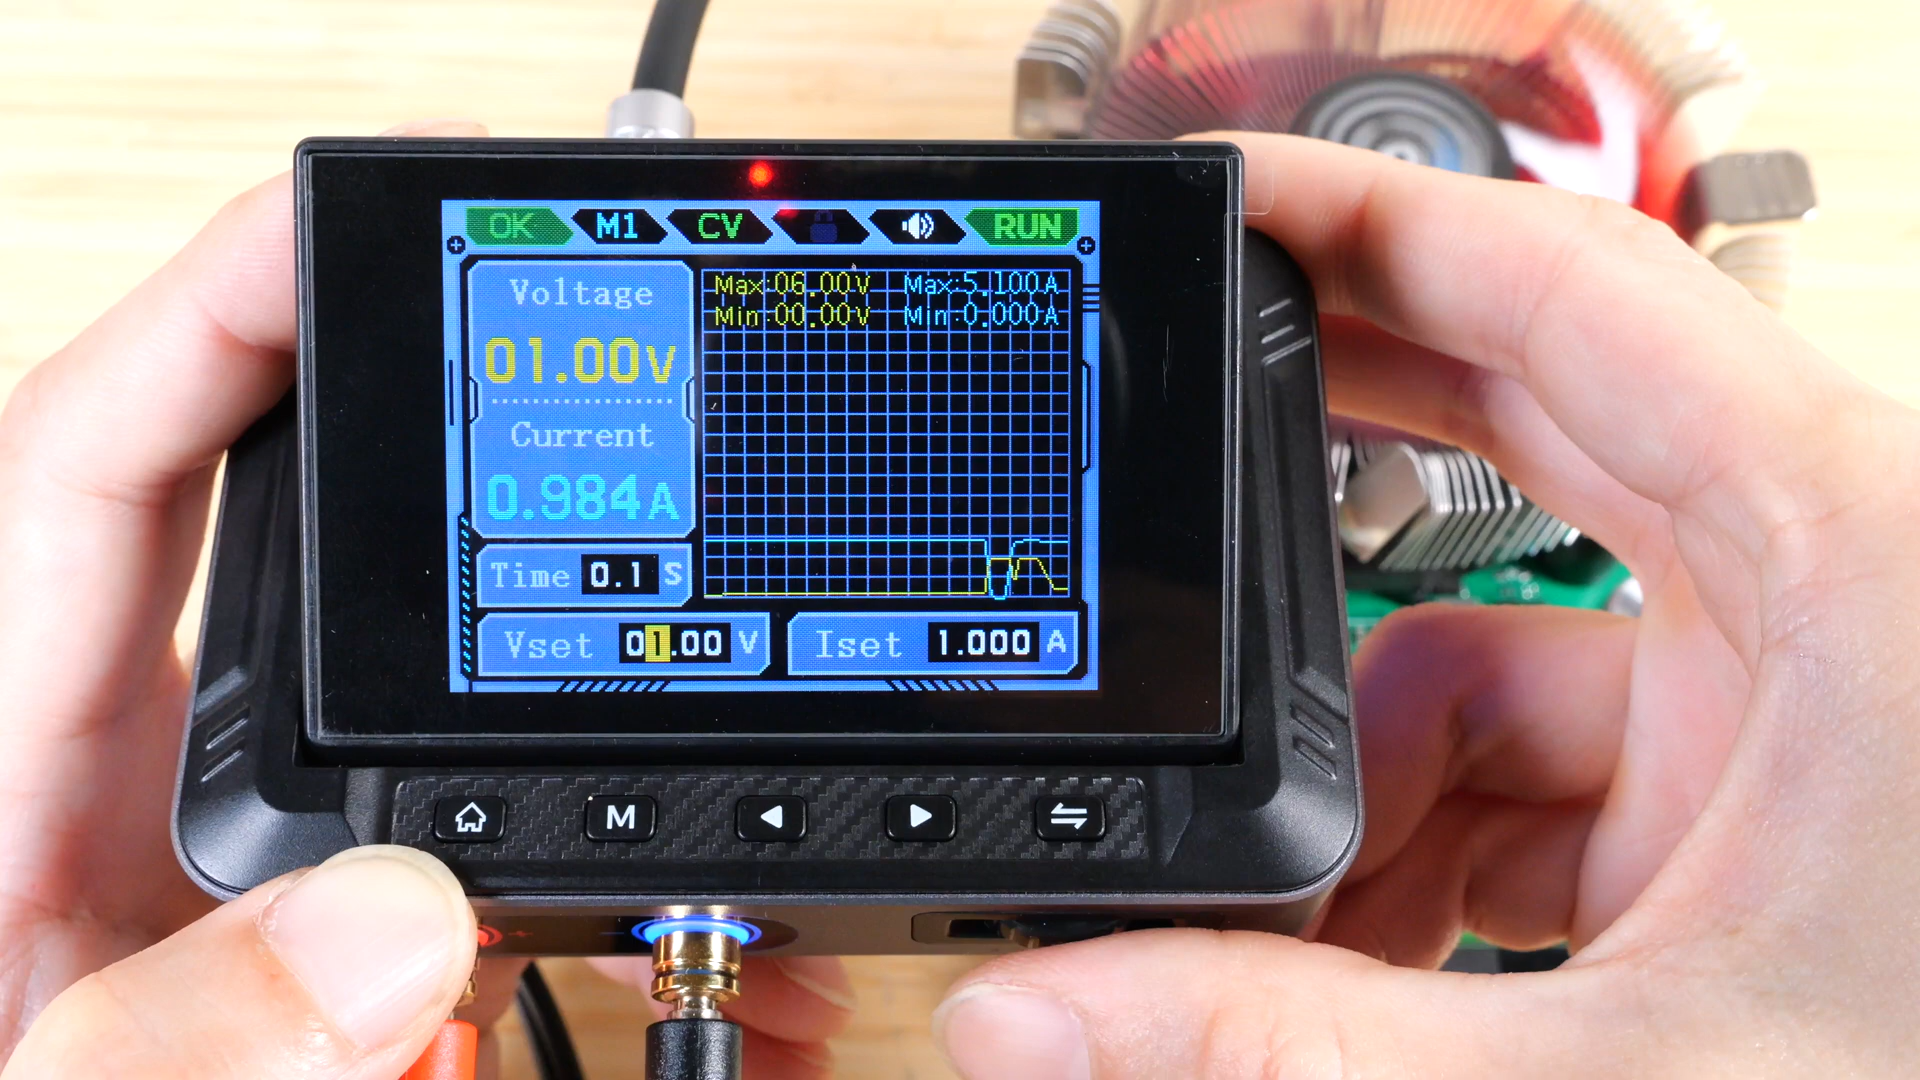 OK M1 CV RUN
Voltage
01.00V
Current
0.984A
Max:06.00V Max:5.100A
Min:00.00V Min:0.000A
Time 0.1 S
Vset 01.00 V Iset 1.000 A
M
+ -